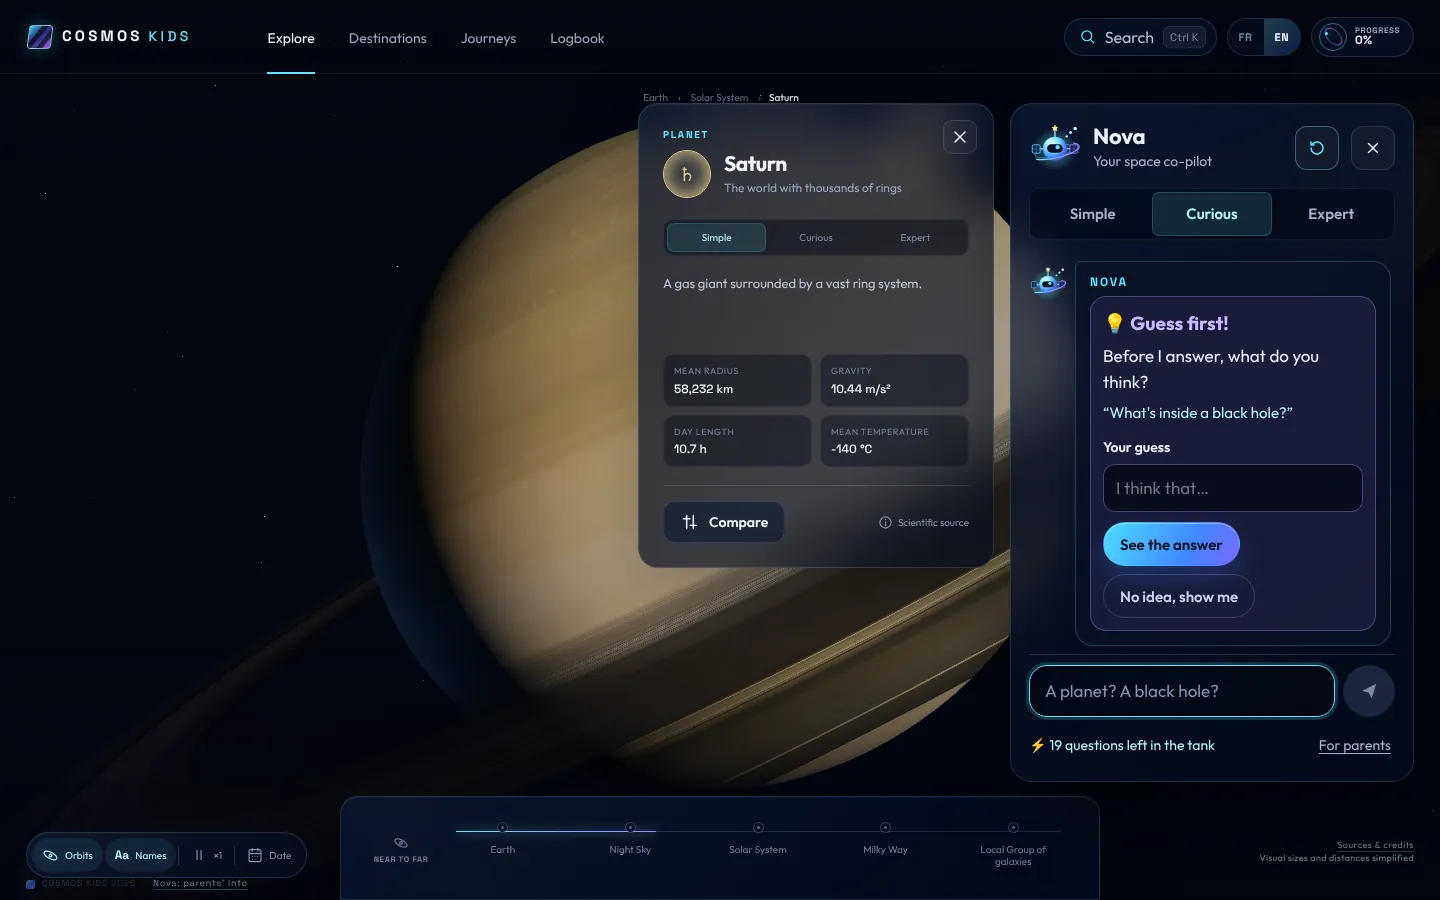 COSMOS KIDS
Explore
Destinations
Journeys
Logbook
Search
Ctrl K
FR
EN
PROGRESS
0%
Earth › Solar System › Saturn
PLANET
Saturn
The world with thousands of rings
Simple
Curious
Expert
A gas giant surrounded by a vast ring system.
MEAN RADIUS
58,232 km
GRAVITY
10.44 m/s²
DAY LENGTH
10.7 h
MEAN TEMPERATURE
-140 °C
Compare
Scientific source
Nova
Your space co-pilot
Simple
Curious
Expert
NOVA
💡 Guess first!
Before I answer, what do you
think?
“What's inside a black hole?”
Your guess
I think that...
See the answer
No idea, show me
A planet? A black hole?
⚡ 19 questions left in the tank
For parents
NEAR TO FAR
Earth
Night Sky
Solar System
Milky Way
Local Group of
galaxies
Orbits
Aa Names
×1
Date
COSMOS KIDS 2026
Nova: parents' info
Sources & credits
Visual sizes and distances simplified